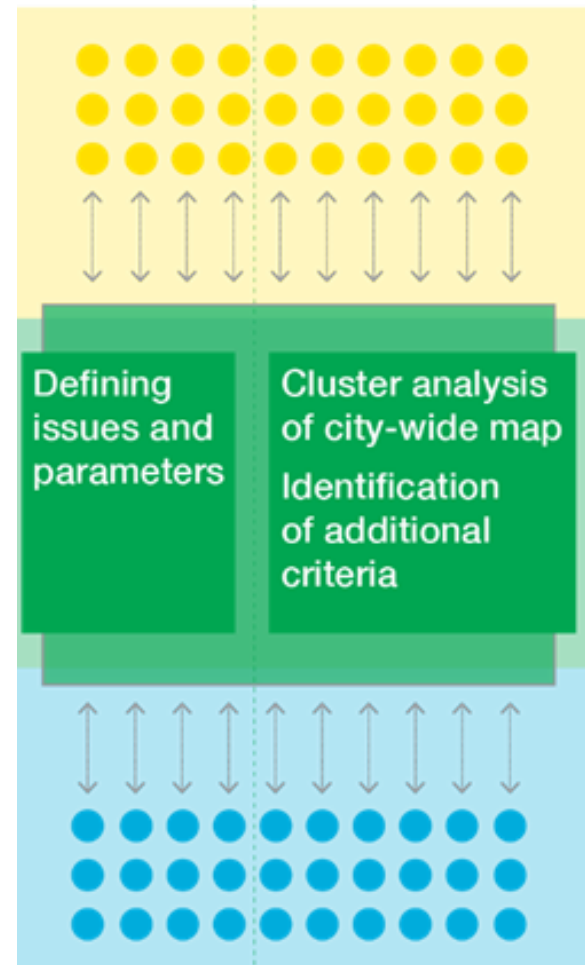 Defining
issues and
parameters
Cluster analysis
of city-wide map
Identification
of additional
criteria